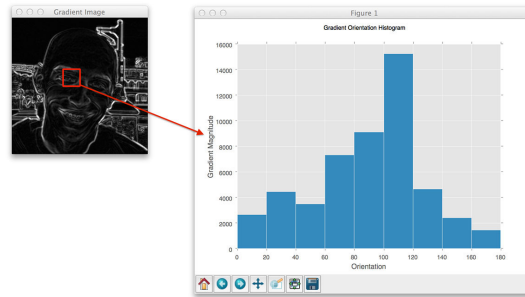 Gradient Image
Figure 1
Gradient Orientation Histogram
16000
14000
12000
10000
8000
6000
4000
2000
0
Gradient Magnitude
0 20 40 60 80 100 120 140 160 180
Orientation